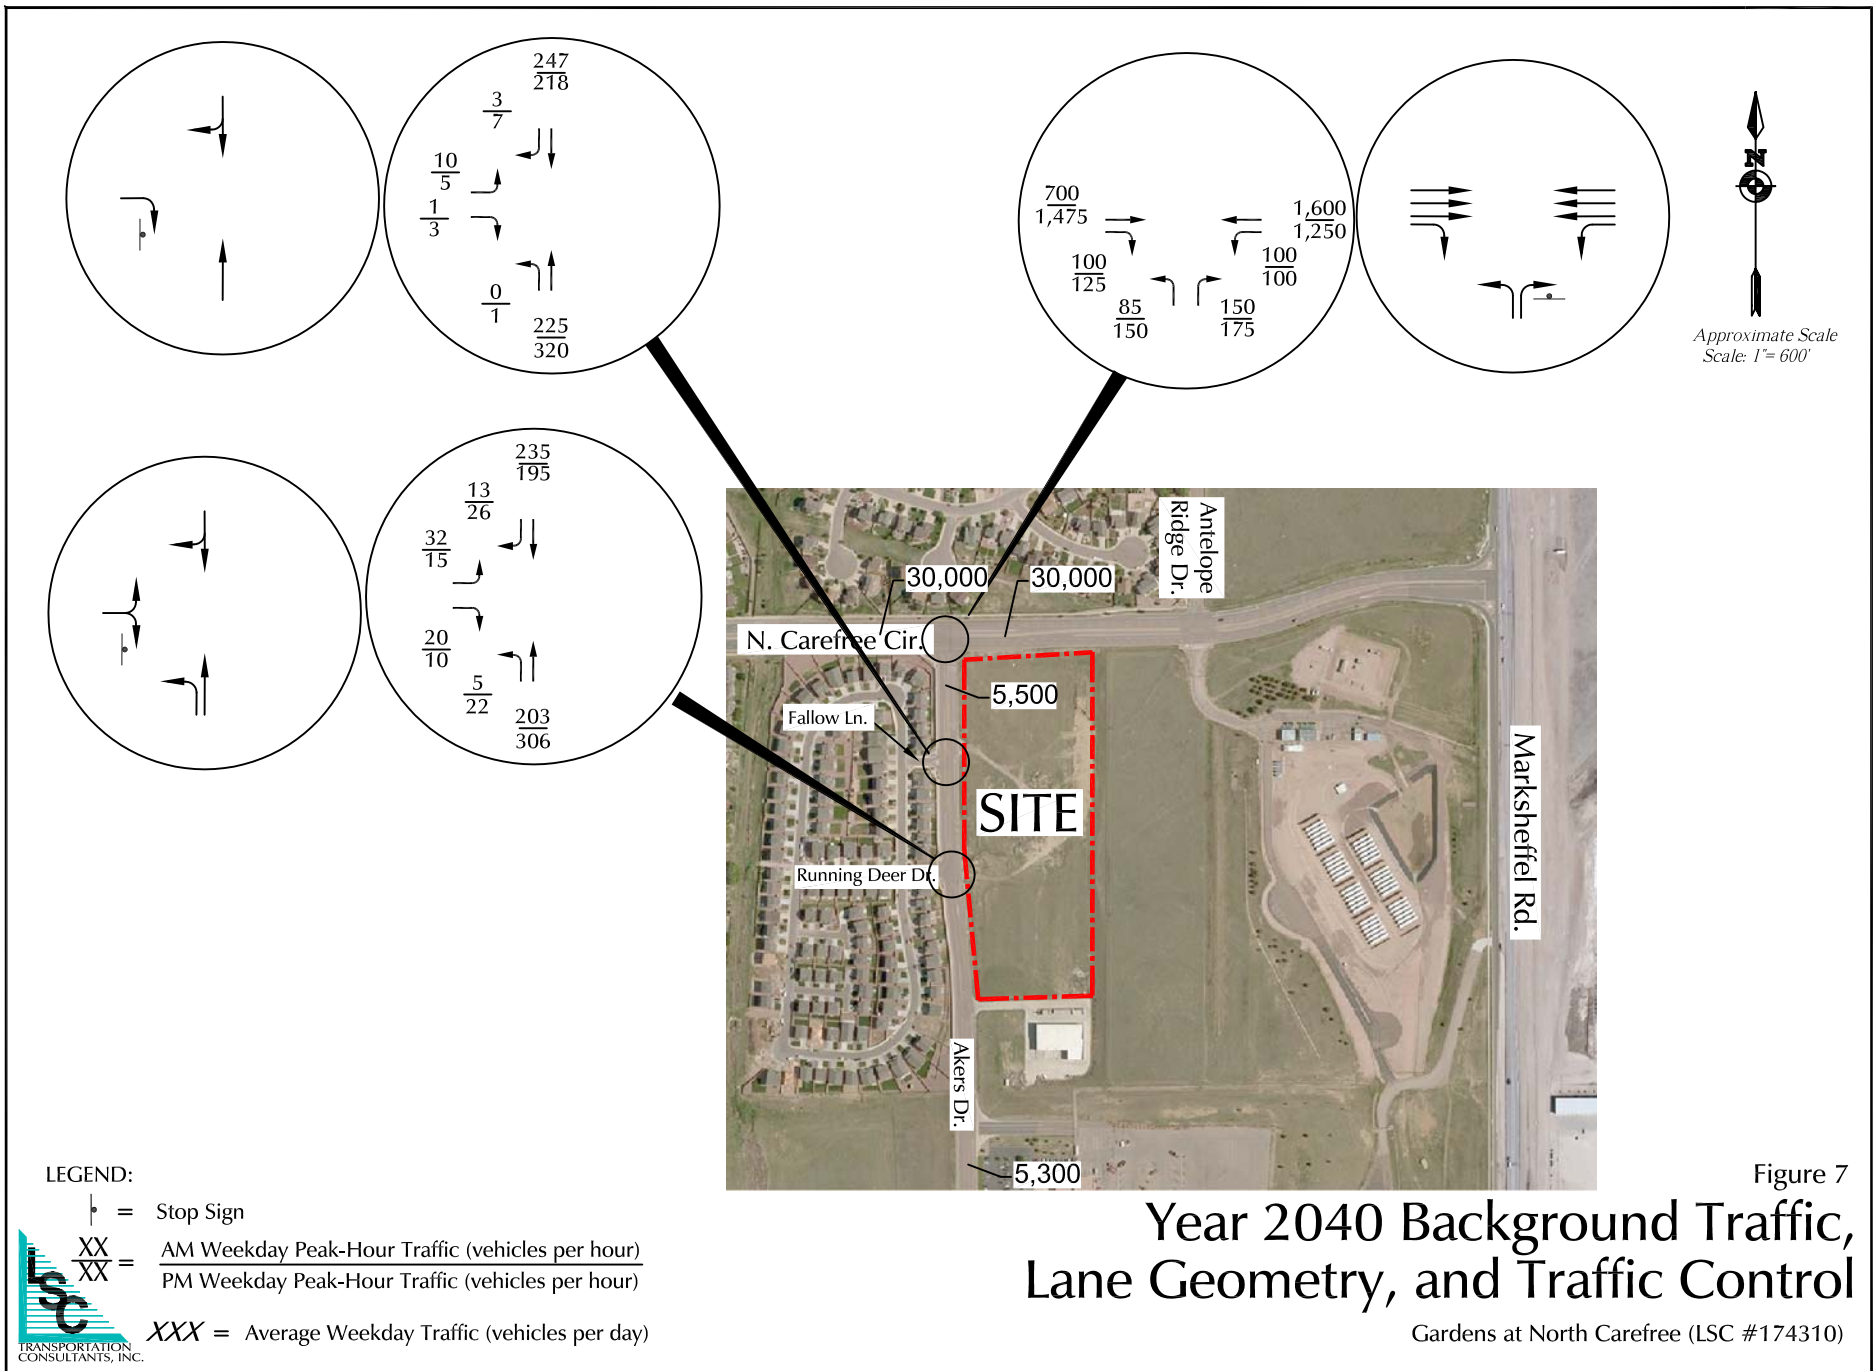 247
218
3
7
10
5
1
3
0
1
225
320
700
1,475
1,600
1,250
100
125
100
100
85
150
150
175
N
Approximate Scale
Scale: 1"= 600'
235
195
13
26
32
15
20
10
5
22
203
306
Antelope
Ridge Dr.
30,000
30,000
N. Carefree Cir.
5,500
Fallow Ln.
SITE
Running Deer Dr.
Marksheffel Rd.
Akers Dr.
5,300
LEGEND:
= Stop Sign
XX
XX
=
AM Weekday Peak-Hour Traffic (vehicles per hour)
PM Weekday Peak-Hour Traffic (vehicles per hour)
XXX = Average Weekday Traffic (vehicles per day)
LSC
TRANSPORTATION
CONSULTANTS, INC.
Figure 7
Year 2040 Background Traffic,
Lane Geometry, and Traffic Control
Gardens at North Carefree (LSC #174310)